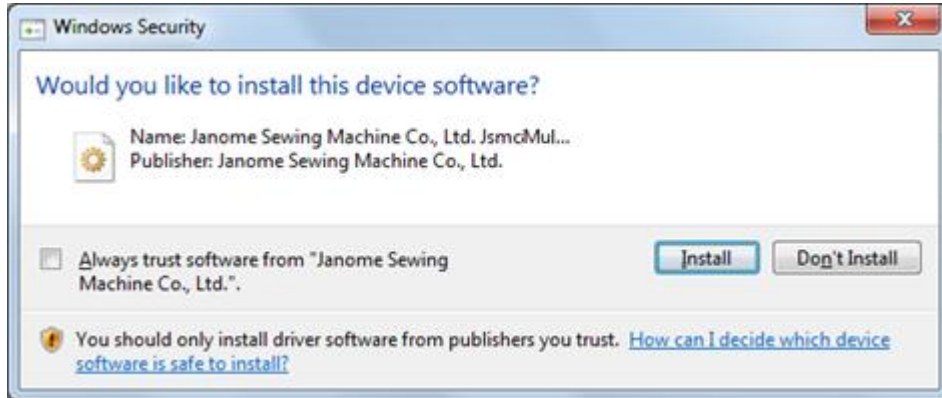 Windows Security
Would you like to install this device software?
Name: Janome Sewing Machine Co., Ltd. JsmcMul...
Publisher: Janome Sewing Machine Co., Ltd.
Always trust software from "Janome Sewing
Machine Co., Ltd.".
Install
Don't Install
You should only install driver software from publishers you trust. How can I decide which device
software is safe to install?